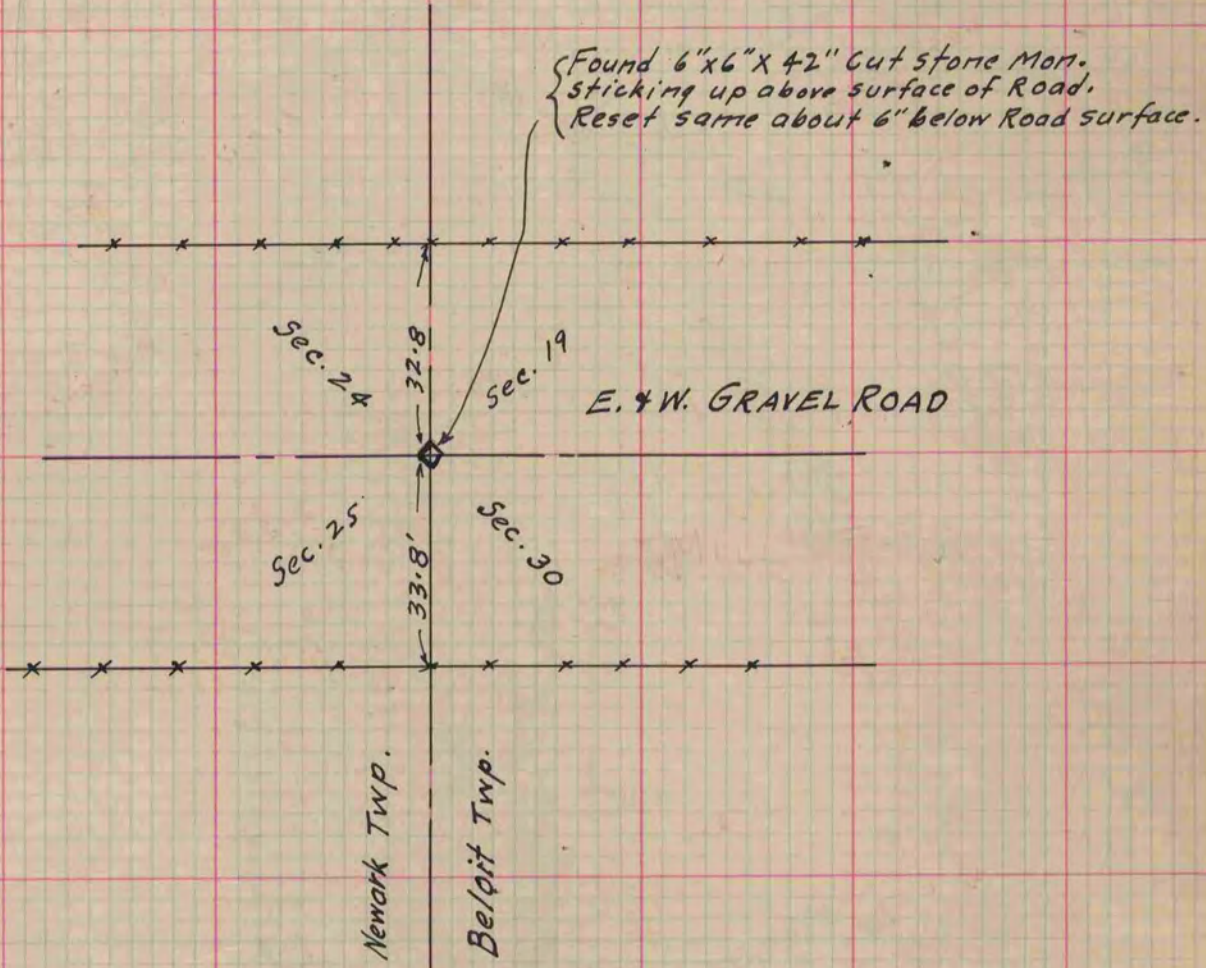 Found 6"x6"x 42" Cut stone Mon.
sticking up above surface of Road.
Reset same about 6" below Road surface.
Sec. 24
32.8
Sec. 19
E. & W. GRAVEL ROAD
Sec. 25
33.8'
Sec. 30
Newark Twp.
Beloit Twp.